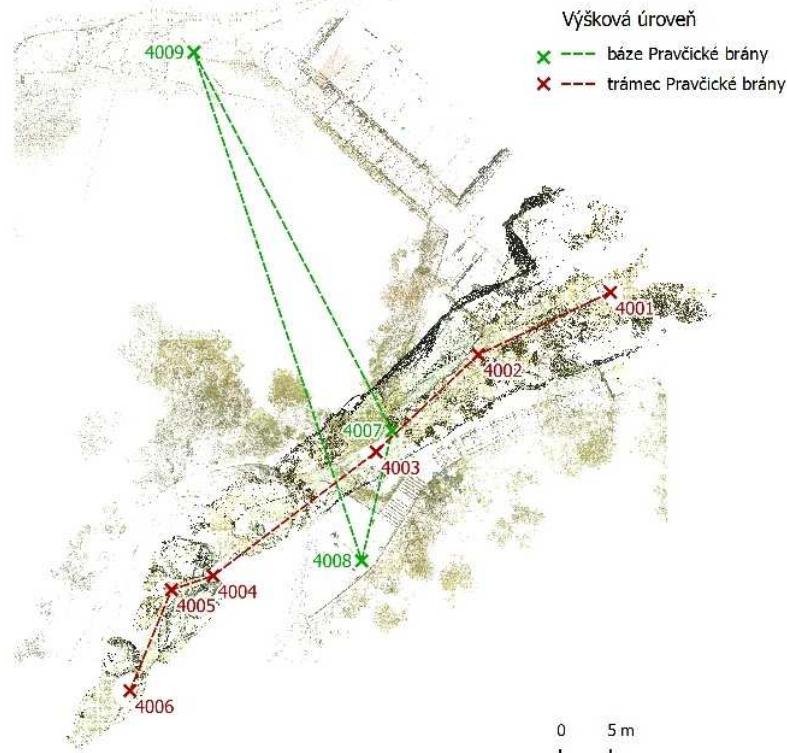 Výšková úroveň
báze Pravčické brány
trámec Pravčické brány
4009
4001
4002
4007
4003
4008
4004
4005
4006
0 5 m